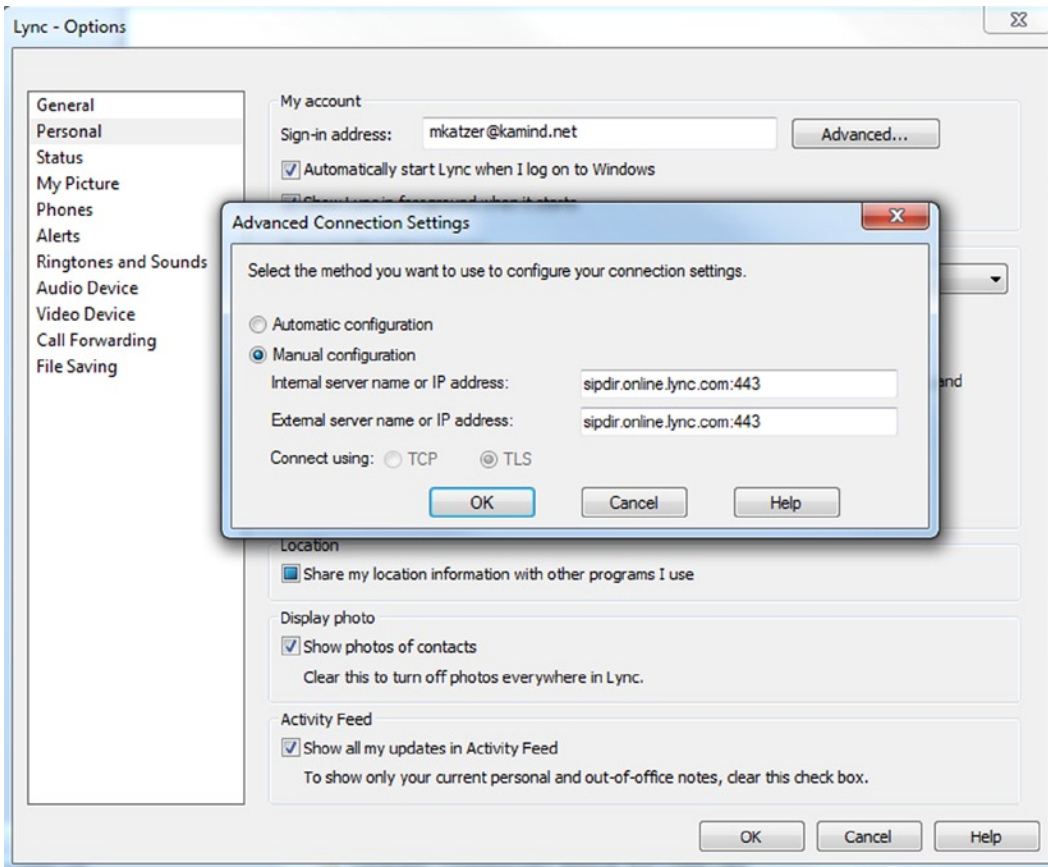 Lync - Options
General
Personal
Status
My Picture
Phones
Alerts
Ringtones and Sounds
Audio Device
Video Device
Call Forwarding
File Saving
My account
Sign-in address: mkatzer@kamind.net Advanced...
Automatically start Lync when I log on to Windows
Advanced Connection Settings
Select the method you want to use to configure your connection settings.
Automatic configuration
Manual configuration
Internal server name or IP address: sipdir.online.lync.com:443
External server name or IP address: sipdir.online.lync.com:443
Connect using: TCP TLS
OK Cancel Help
and
Location
Share my location information with other programs I use
Display photo
Show photos of contacts
Clear this to turn off photos everywhere in Lync.
Activity Feed
Show all my updates in Activity Feed
To show only your current personal and out-of-office notes, clear this check box.
OK Cancel Help